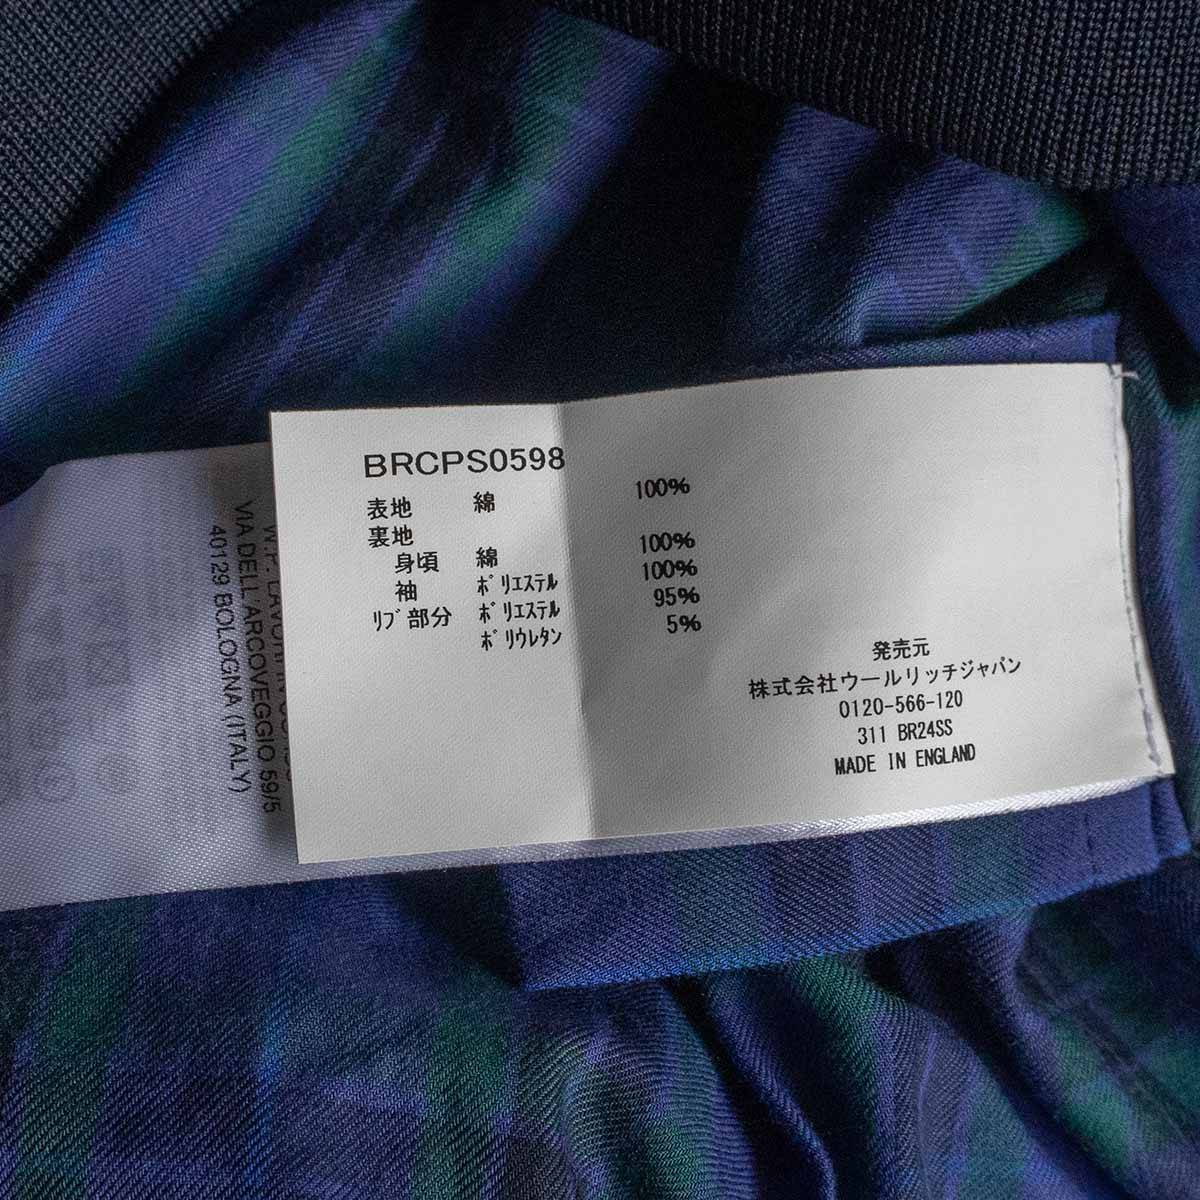 BRCPS0598
表地 綿 100%
裏地
身頃 綿 100%
袖 ﾎﾟﾘｴｽﾃﾙ 100%
ﾘﾌﾞ部分 ﾎﾟﾘｴｽﾃﾙ 95%
ﾎﾟﾘｳﾚﾀﾝ 5%
発売元
株式会社ウールリッチジャパン
0120-566-120
311 BR24SS
MADE IN ENGLAND
W.P.
VIA DELL'ARCOVEGGIO 59/5
40129 BOLOGNA (ITALY)